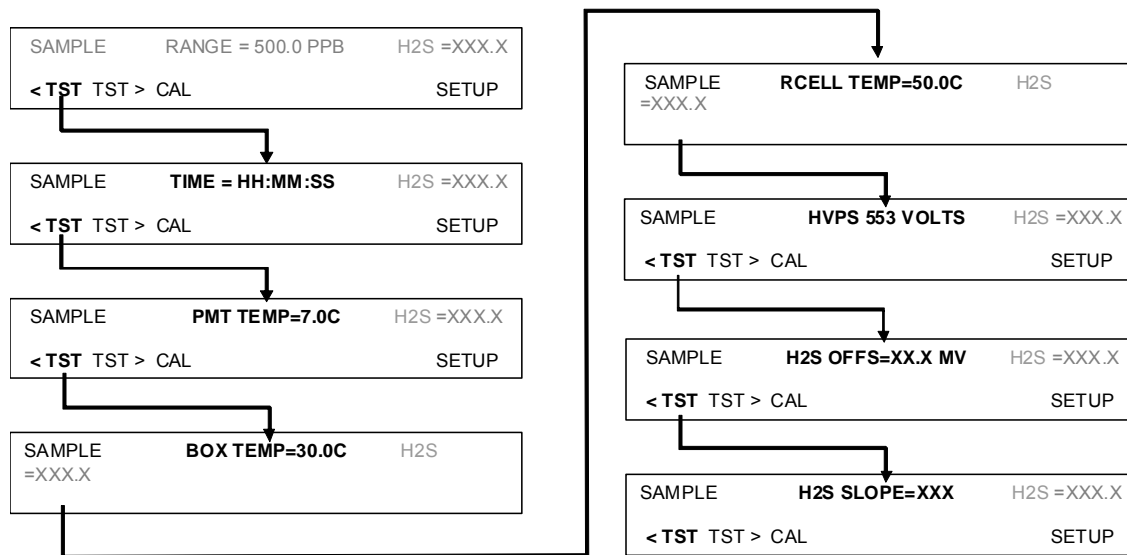 SAMPLE RANGE = 500.0 PPB H2S =XXX.X
< TST TST > CAL SETUP
SAMPLE TIME = HH:MM:SS H2S =XXX.X
< TST TST > CAL SETUP
SAMPLE PMT TEMP=7.0C H2S =XXX.X
< TST TST > CAL SETUP
SAMPLE BOX TEMP=30.0C H2S
=XXX.X
SAMPLE RCELL TEMP=50.0C H2S
=XXX.X
SAMPLE HVPS 553 VOLTS H2S =XXX.X
< TST TST > CAL SETUP
SAMPLE H2S OFFS=XX.X MV H2S =XXX.X
< TST TST > CAL SETUP
SAMPLE H2S SLOPE=XXX H2S =XXX.X
< TST TST > CAL SETUP